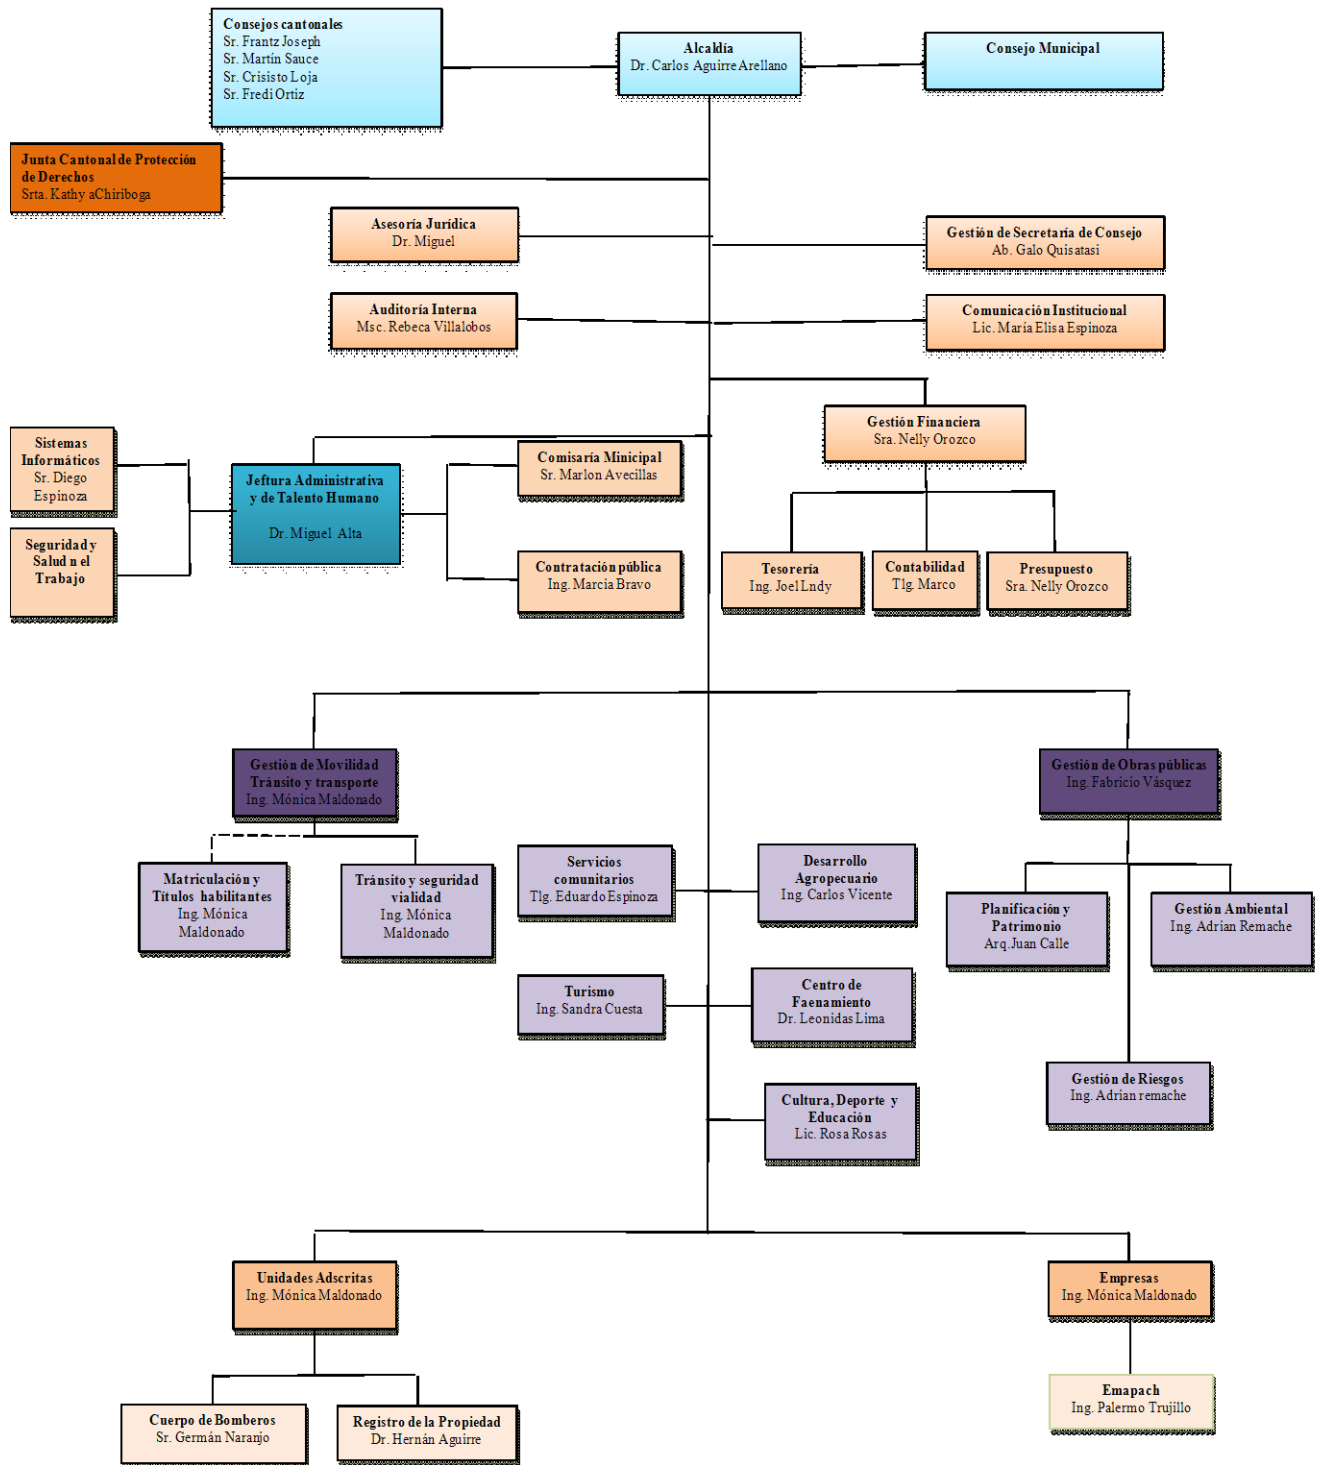 Consejos cantonales
Sr. Frantz Joseph
Sr. Martín Sauce
Sr. Crisisto Loja
Sr. Fredi Ortiz
Alcaldía
Dr. Carlos Aguirre Arellano
Consejo Municipal
Junta Cantonal de Protección
de Derechos
Srta. Kathy aChiriboga
Asesoría Jurídica
Dr. Miguel
Gestión de Secretaría de Consejo
Ab. Galo Quisatasi
Auditoría Interna
Msc. Rebeca Villalobos
Comunicación Institucional
Lic. María Elisa Espinoza
Gestión Financiera
Sra. Nelly Orozco
Sistemas
Informáticos
Sr. Diego
Espinoza
Jeftura Administrativa
y de Talento Humano
Dr. Miguel Alta
Comisaría Minicipal
Sr. Marlon Avecillas
Seguridad y
Salud n el
Trabajo
Contratación pública
Ing. Marcia Bravo
Tesorería
Ing. Joel Lndy
Contabilidad
Tlg. Marco
Presupuesto
Sra. Nelly Orozco
Gestión de Movilidad
Tránsito y transporte
Ing. Mónica Maldonado
Gestión de Obras públicas
Ing. Fabricio Vásquez
Matriculación y
Títulos habilitantes
Ing. Mónica
Maldonado
Tránsito y seguridad
vialidad
Ing. Mónica
Maldonado
Servicios
comunitarios
Tlg. Eduardo Espinoza
Desarrollo
Agropecuario
Ing. Carlos Vicente
Planificación y
Patrimonio
Arq.Juan Calle
Gestión Ambiental
Ing. Adrian Remache
Turismo
Ing. Sandra Cuesta
Centro de
Faenamiento
Dr. Leonidas Lima
Gestión de Riesgos
Ing. Adrian remache
Cultura, Deporte y
Educación
Lic. Rosa Rosas
Unidades Adscritas
Ing. Mónica Maldonado
Empresas
Ing. Mónica Maldonado
Cuerpo de Bomberos
Sr. Germán Naranjo
Registro de la Propiedad
Dr. Hernán Aguirre
Emapach
Ing. Palermo Trujillo